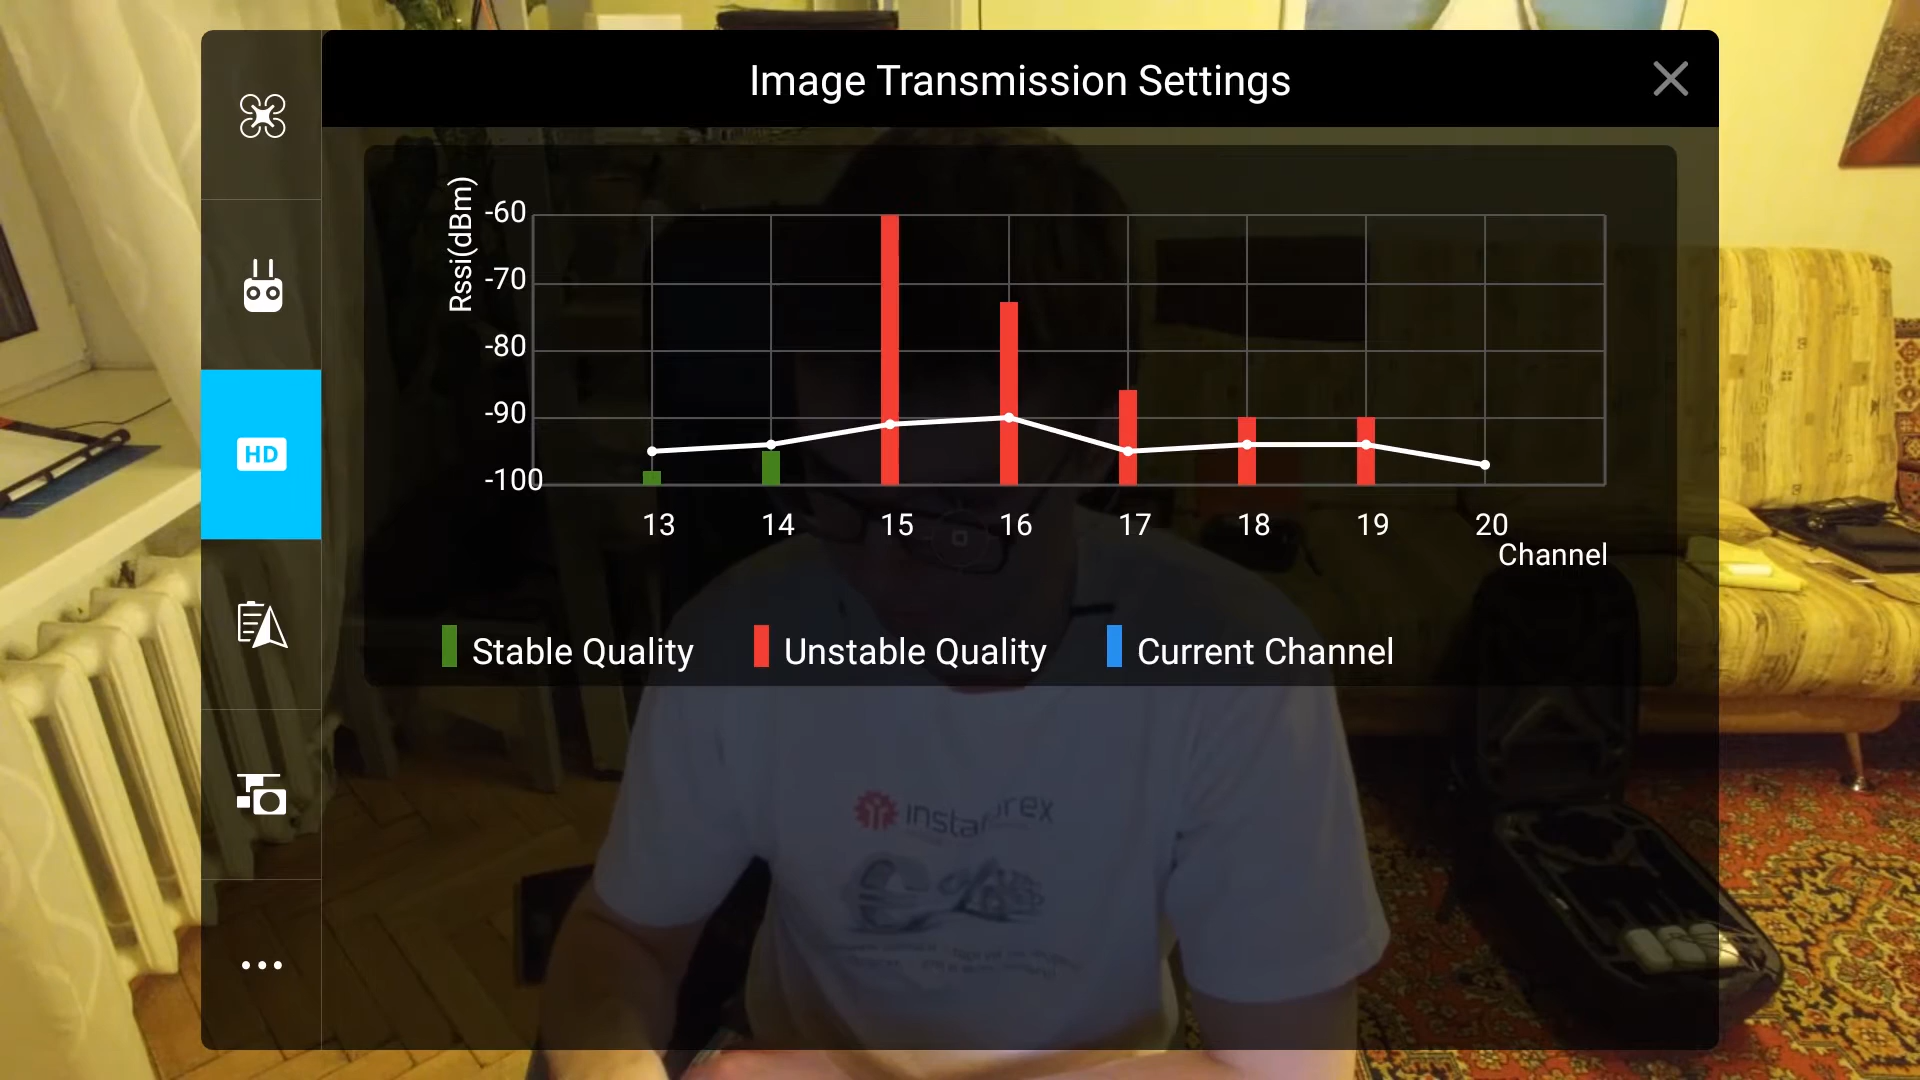 Image Transmission Settings
Rssi(dBm)
-60
-70
-80
-90
-100
13 14 15 16 17 18 19 20
Channel
Stable Quality Unstable Quality Current Channel
HD